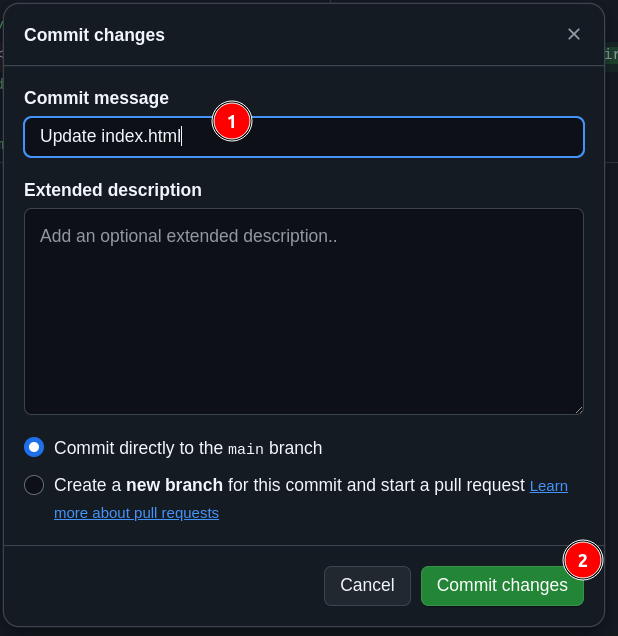 Commit changes
Commit message
1
Update index.html
Extended description
Add an optional extended description..
Commit directly to the main branch
Create a new branch for this commit and start a pull request Learn
more about pull requests
2
Cancel
Commit changes